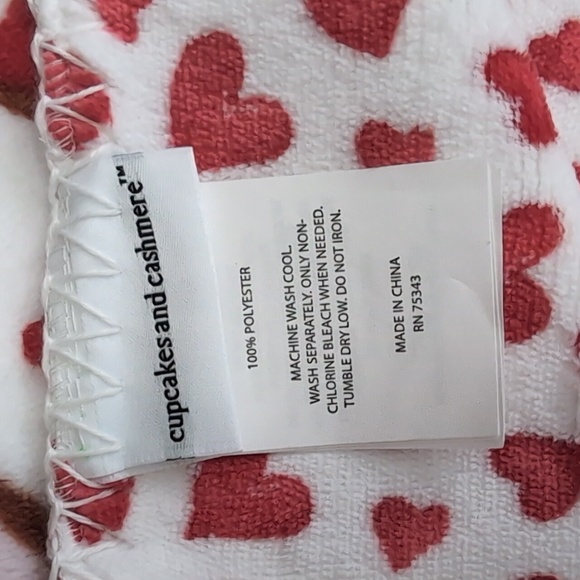 cupcakes and cashmere™
100% POLYESTER
MACHINE WASH COOL.
WASH SEPARATELY. ONLY NON-
CHLORINE BLEACH WHEN NEEDED.
TUMBLE DRY LOW. DO NOT IRON.
MADE IN CHINA
RN 75343